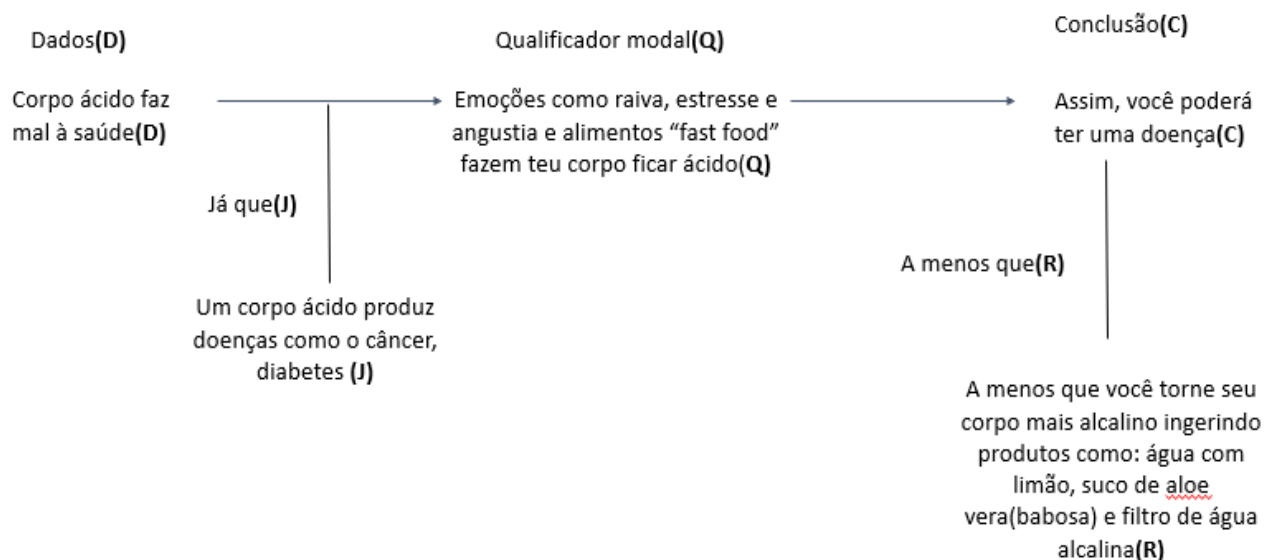 Dados(D)
Qualificador modal(Q)
Conclusão(C)
Corpo ácido faz
mal à saúde(D)
Emoções como raiva, estresse e
angustia e alimentos “fast food”
fazem teu corpo ficar ácido(Q)
Assim, você poderá
ter uma doença(C)
Já que(J)
A menos que(R)
Um corpo ácido produz
doenças como o câncer,
diabetes (J)
A menos que você torne seu
corpo mais alcalino ingerindo
produtos como: água com
limão, suco de aloe
vera(babosa) e filtro de água
alcalina(R)